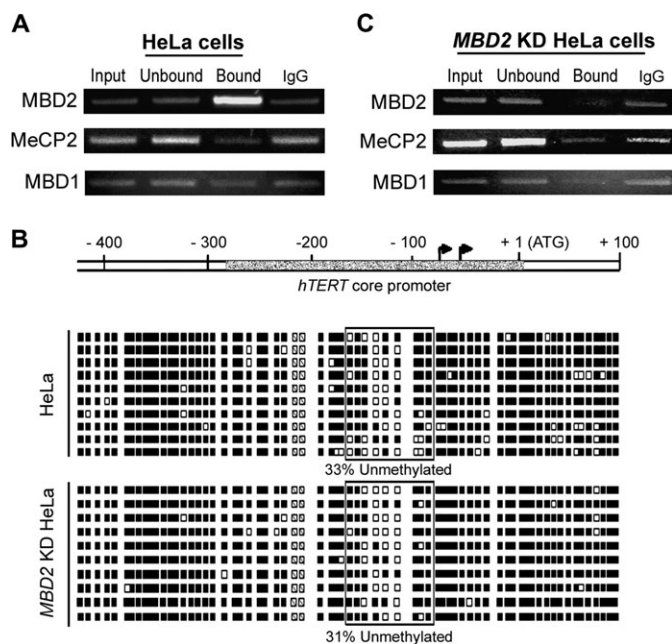 A
HeLa cells
Input Unbound Bound IgG
MBD2
MeCP2
MBD1
C
MBD2 KD HeLa cells
Input Unbound Bound IgG
MBD2
MeCP2
MBD1
B
- 400 - 300 -200 - 100 + 1 (ATG) + 100
hTERT core promoter
HeLa
33% Unmethylated
MBD2 KD HeLa
31% Unmethylated